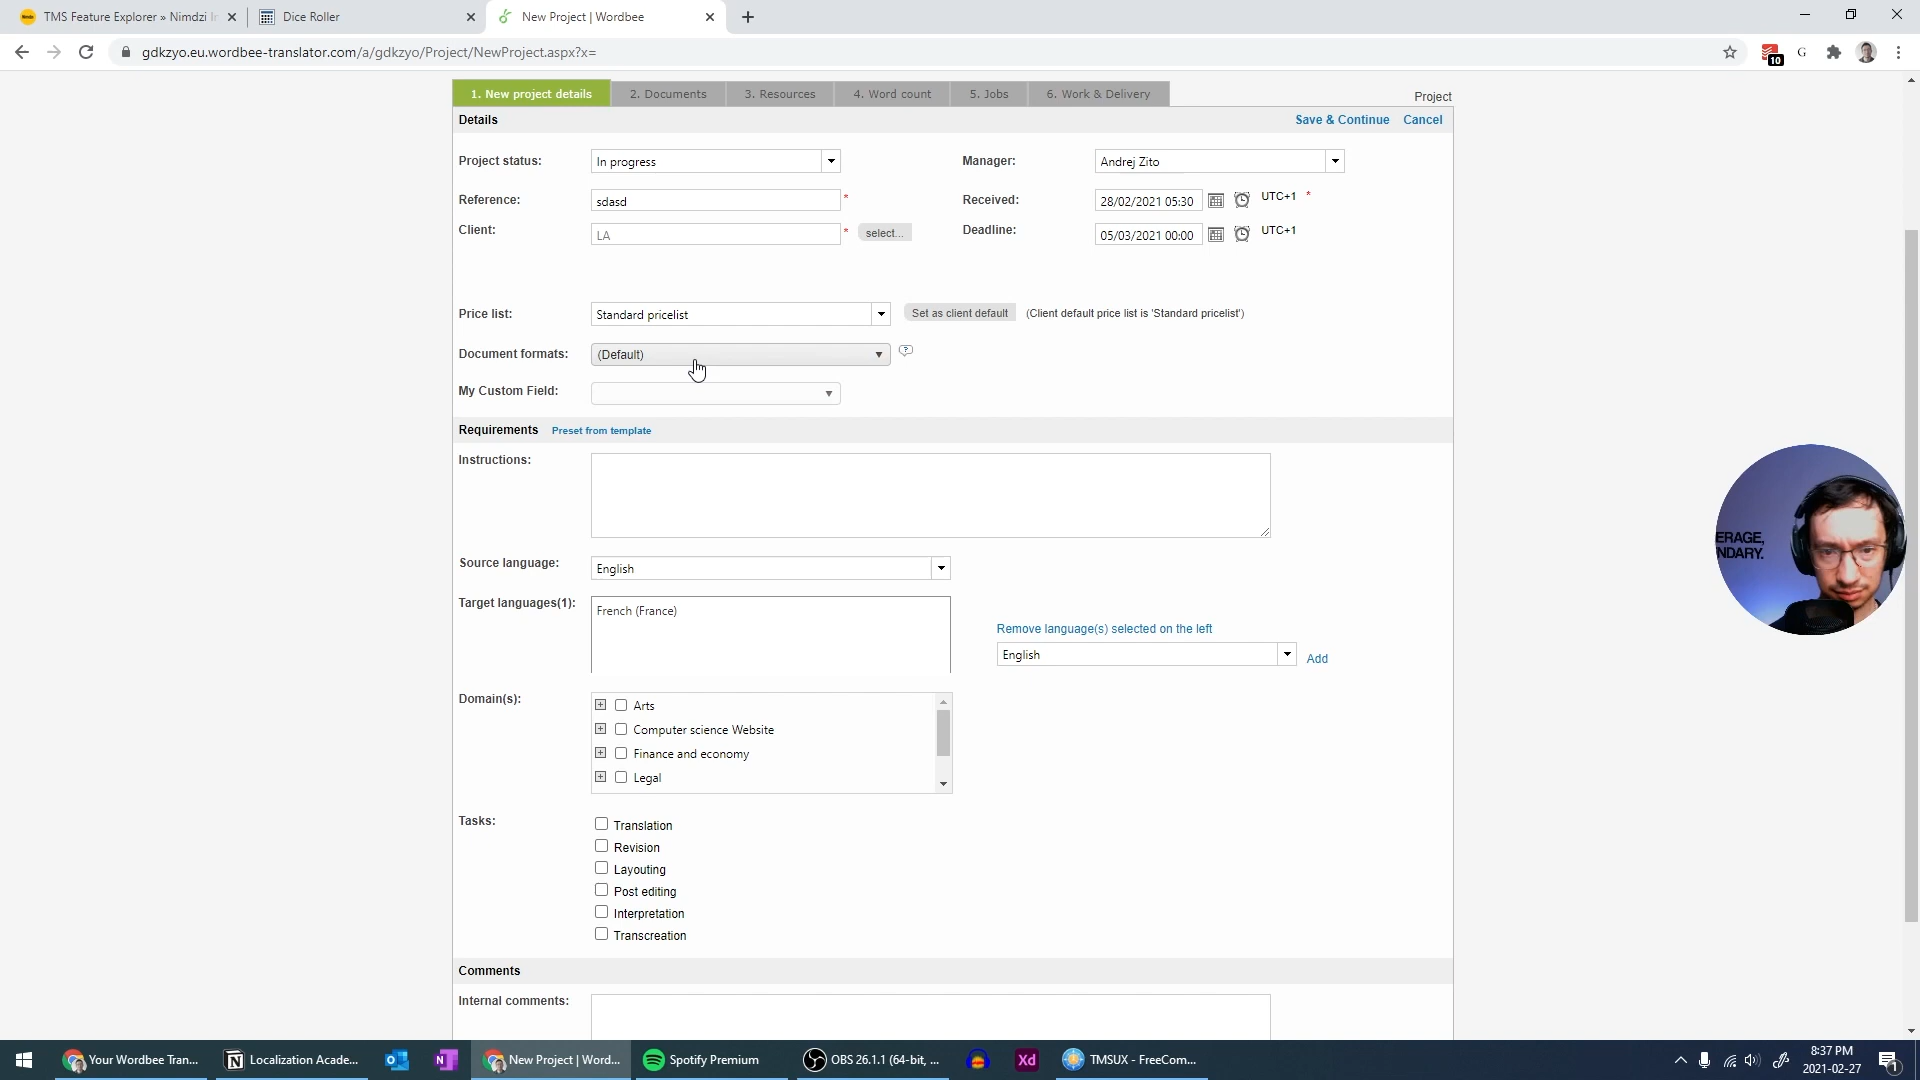 TMS Feature Explorer » Nimdzi In
Dice Roller
New Project | Wordbee
gdkzyo.eu.wordbee-translator.com/a/gdkzyo/Project/NewProject.aspx?x=
10
G
1. New project details
2. Documents
3. Resources
4. Word count
5. Jobs
6. Work & Delivery
Project
Details
Save & Continue
Cancel
Project status:
In progress
Manager:
Andrej Zito
Reference:
sdasd
*
Received:
28/02/2021 05:30
UTC+1
*
Client:
LA
*
select...
Deadline:
05/03/2021 00:00
UTC+1
Price list:
Standard pricelist
Set as client default
(Client default price list is 'Standard pricelist')
Document formats:
(Default)
?
My Custom Field:
Requirements
Preset from template
Instructions:
Source language:
English
Target languages(1):
French (France)
Remove language(s) selected on the left
English
Add
Domain(s):
Arts
Computer science Website
Finance and economy
Legal
Tasks:
Translation
Revision
Layouting
Post editing
Interpretation
Transcreation
Comments
Internal comments:
ERAGE,
NDARY.
Your Wordbee Tran...
Localization Acade...
New Project | Word...
Spotify Premium
OBS 26.1.1 (64-bit, ...
Xd
TMSUX - FreeCom...
8:37 PM
2021-02-27
1